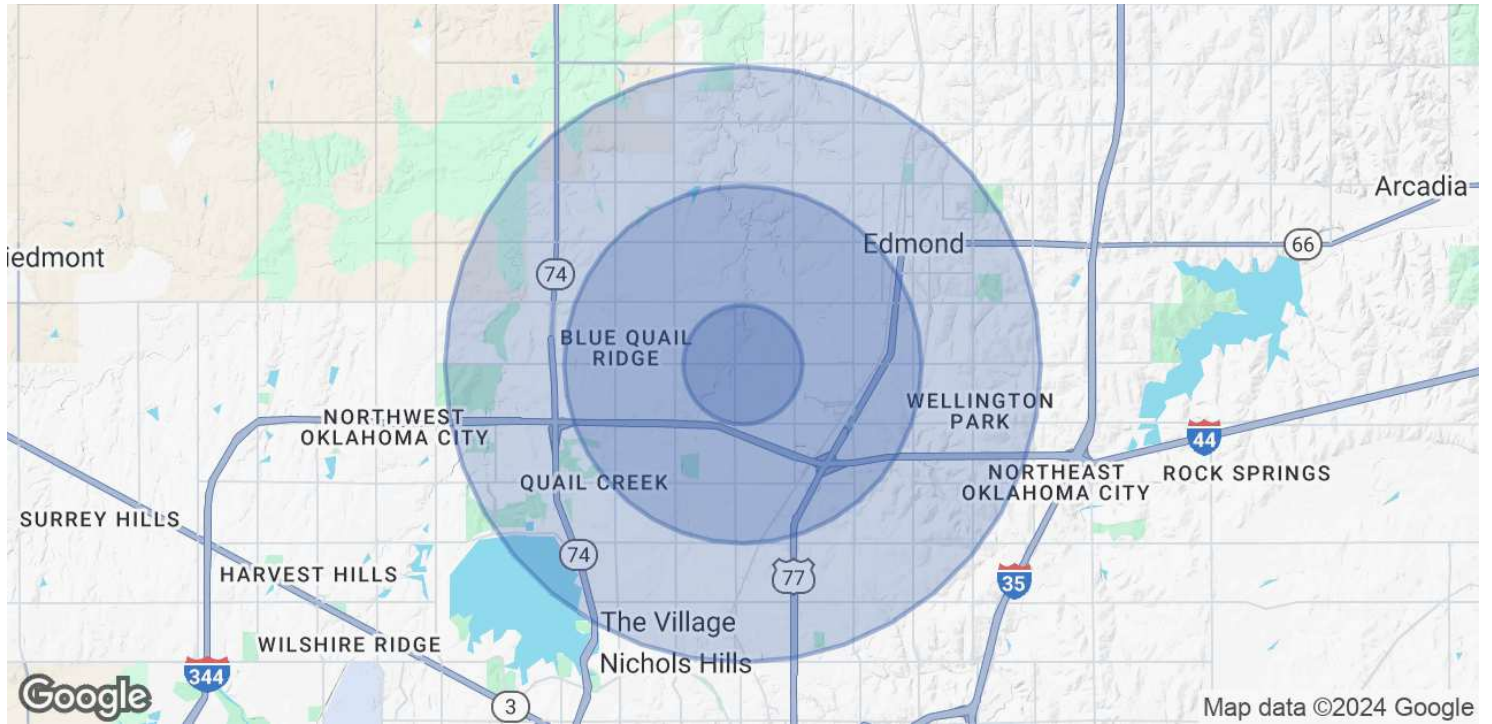 Arcadia
Edmond
66
iedmont
74
BLUE QUAIL
RIDGE
WELLINGTON
PARK
NORTHWEST
OKLAHOMA CITY
44
NORTHEAST
OKLAHOMA CITY
ROCK SPRINGS
QUAIL CREEK
SURREY HILLS
74
77
35
HARVEST HILLS
The Village
WILSHIRE RIDGE
Nichols Hills
344
3
Google
Map data ©2024 Google